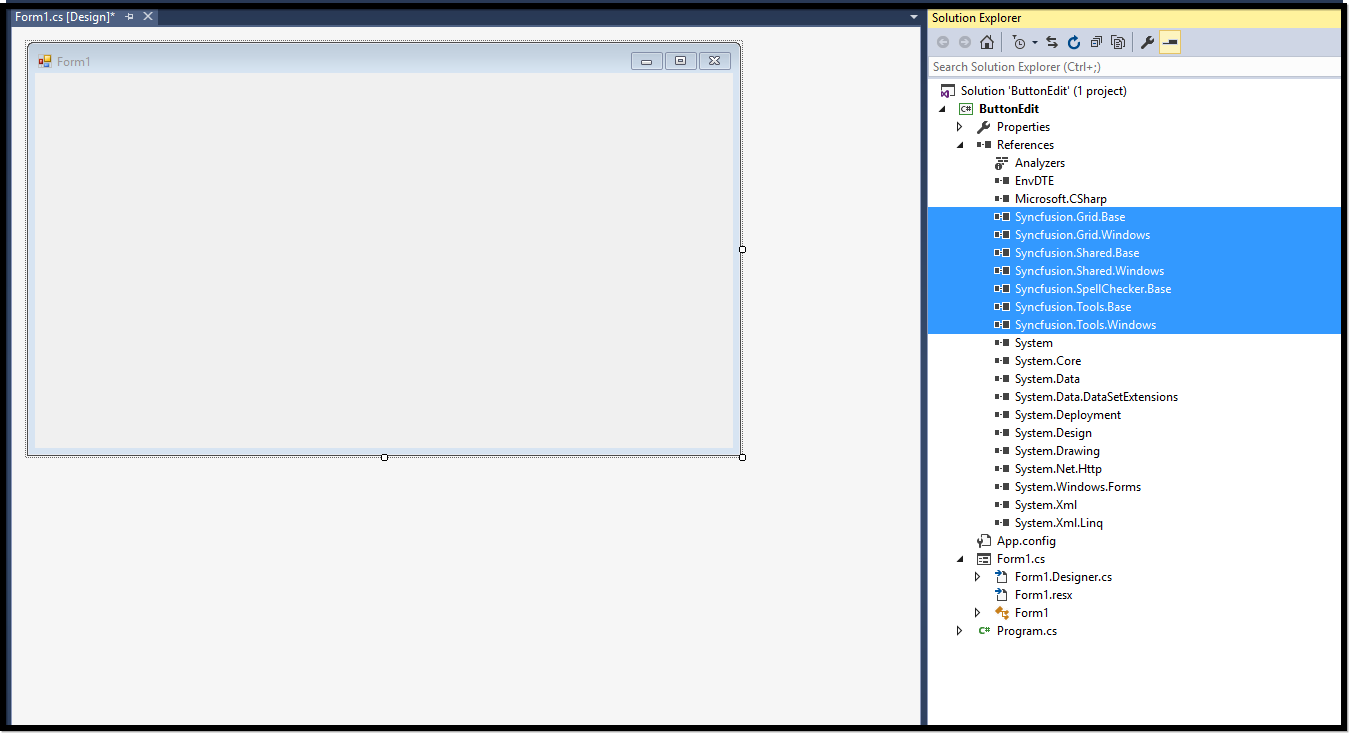 Form1.cs [Design]*
Form1
Solution Explorer
Search Solution Explorer (Ctrl+;)
Solution 'ButtonEdit' (1 project)
C# ButtonEdit
Properties
References
Analyzers
EnvDTE
Microsoft.CSharp
Syncfusion.Grid.Base
Syncfusion.Grid.Windows
Syncfusion.Shared.Base
Syncfusion.Shared.Windows
Syncfusion.SpellChecker.Base
Syncfusion.Tools.Base
Syncfusion.Tools.Windows
System
System.Core
System.Data
System.Data.DataSetExtensions
System.Deployment
System.Design
System.Drawing
System.Net.Http
System.Windows.Forms
System.Xml
System.Xml.Linq
App.config
Form1.cs
Form1.Designer.cs
Form1.resx
Form1
C# Program.cs